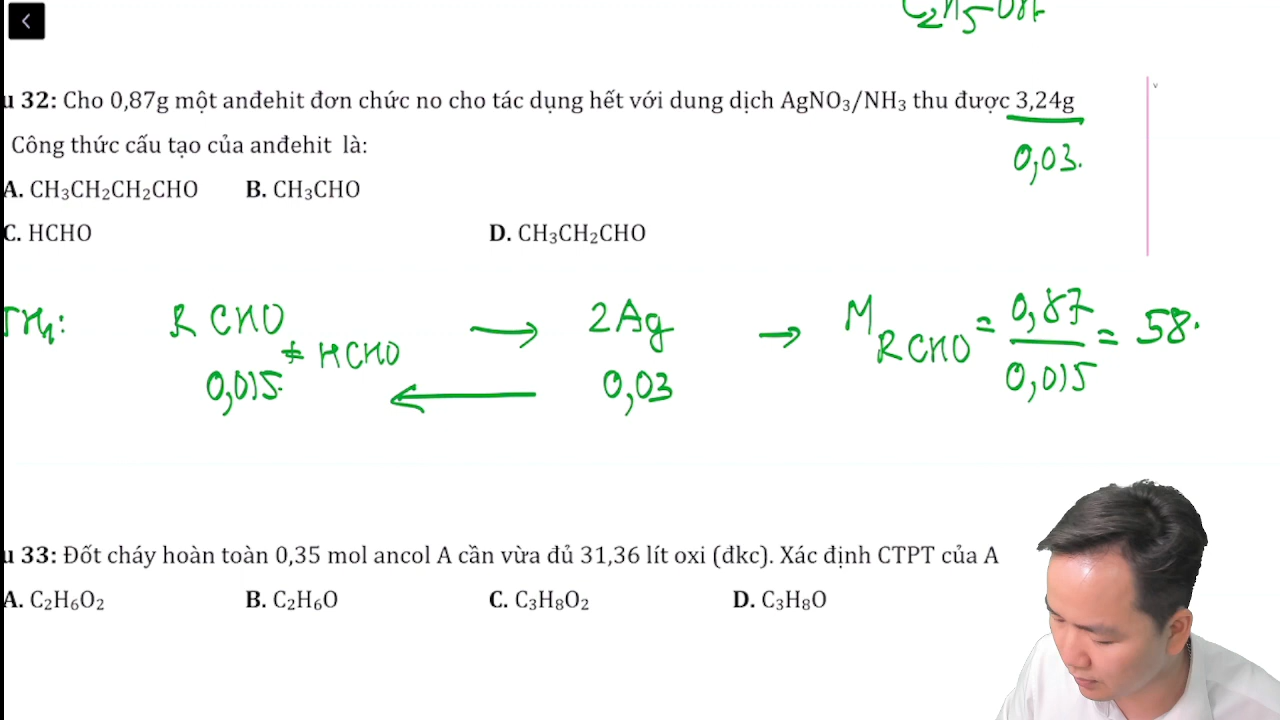 u 32: Cho 0,87g một anđehit đơn chức no cho tác dụng hết với dung dịch AgNO₃/NH₃ thu được 3,24g
0,03.
Công thức cấu tạo của anđehit là:
A. CH₃CH₂CH₂CHO B. CH₃CHO
C. HCHO D. CH₃CH₂CHO
R CHO → 2Ag → M RCHO = 0,87 / 0,015 = 58.
≠ HCHO
0,015. ← 0,03
u 33: Đốt cháy hoàn toàn 0,35 mol ancol A cần vừa đủ 31,36 lít oxi (đkc). Xác định CTPT của A
A. C₂H₆O₂ B. C₂H₆O C. C₃H₈O₂ D. C₃H₈O